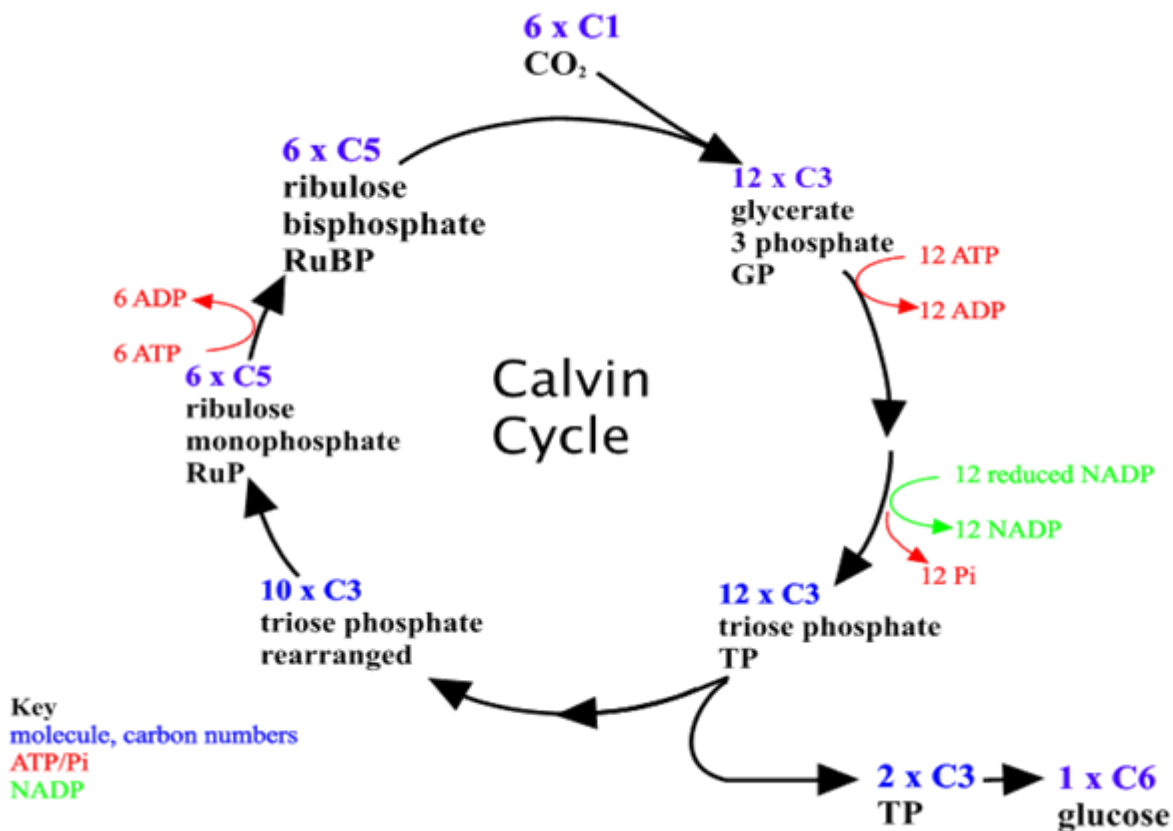 6 x C1
CO₂
6 x C5
ribulose
bisphosphate
RuBP
12 x C3
glycerate
3 phosphate
GP
12 ATP
12 ADP
6 ADP
6 ATP
6 x C5
ribulose
monophosphate
RuP
Calvin
Cycle
12 reduced NADP
12 NADP
12 Pi
10 x C3
triose phosphate
rearranged
12 x C3
triose phosphate
TP
Key
molecule, carbon numbers
ATP/Pi
NADP
2 x C3
TP
1 x C6
glucose